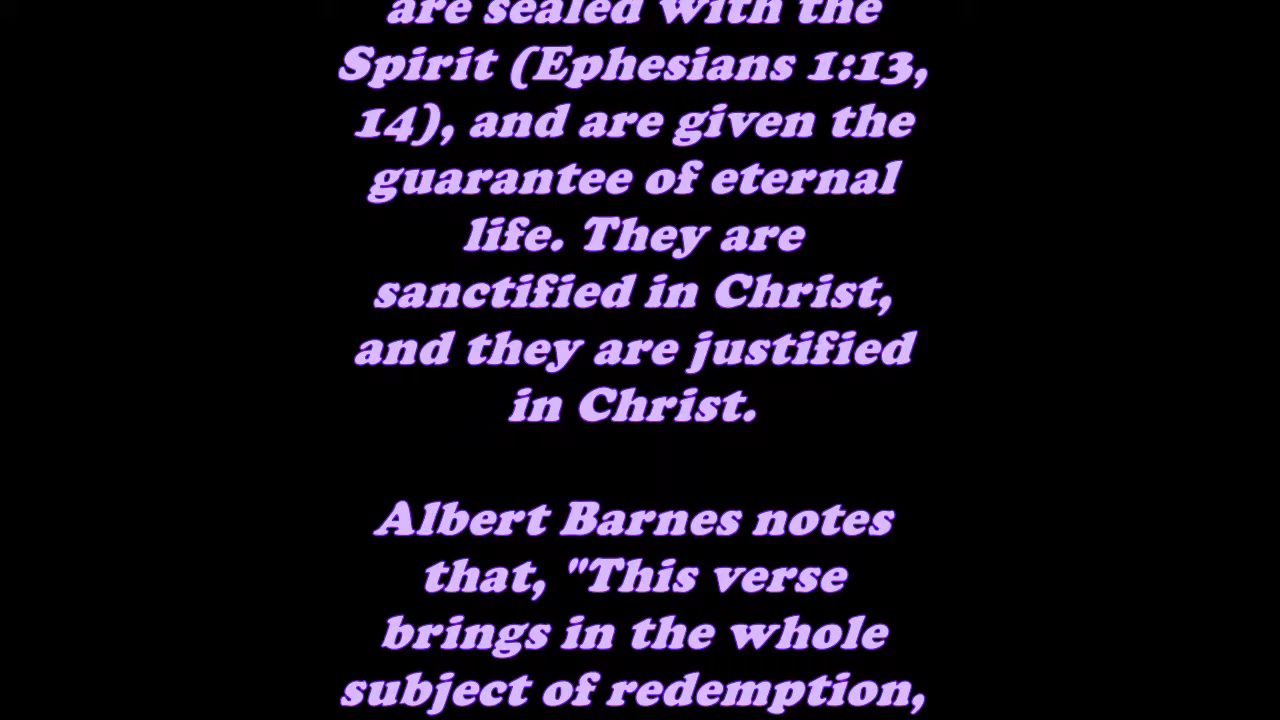 are sealed with the
Spirit (Ephesians 1:13,
14), and are given the
guarantee of eternal
life. They are
sanctified in Christ,
and they are justified
in Christ.
Albert Barnes notes
that, "This verse
brings in the whole
subject of redemption,